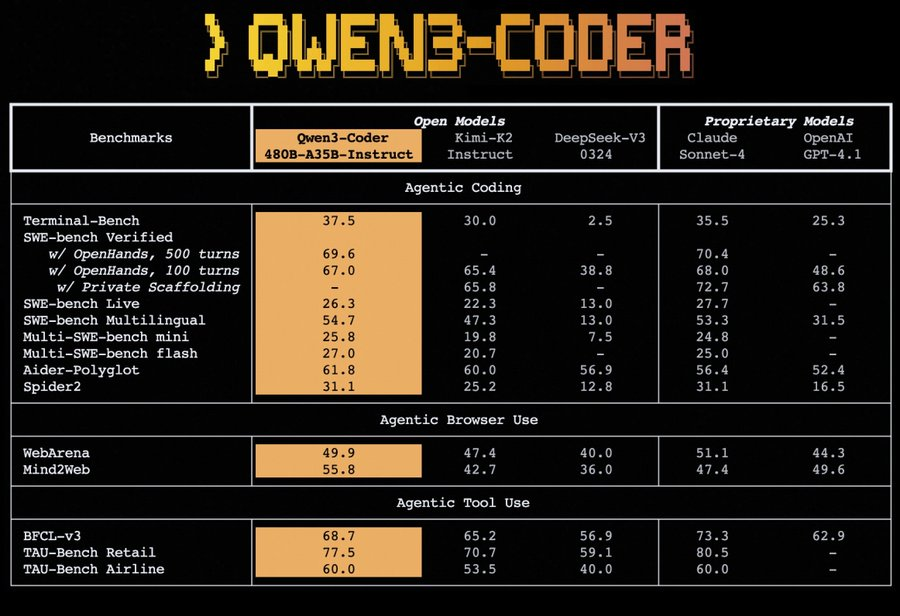 ❯ QWEN3-CODER
Benchmarks Open Models Proprietary Models
Qwen3-Coder Kimi-K2 DeepSeek-V3 Claude OpenAI
480B-A35B-Instruct Instruct 0324 Sonnet-4 GPT-4.1
Agentic Coding
Terminal-Bench 37.5 30.0 2.5 35.5 25.3
SWE-bench Verified
w/ OpenHands, 500 turns 69.6 – – 70.4 –
w/ OpenHands, 100 turns 67.0 65.4 38.8 68.0 48.6
w/ Private Scaffolding – 65.8 – 72.7 63.8
SWE-bench Live 26.3 22.3 13.0 27.7 –
SWE-bench Multilingual 54.7 47.3 13.0 53.3 31.5
Multi-SWE-bench mini 25.8 19.8 7.5 24.8 –
Multi-SWE-bench flash 27.0 20.7 – 25.0 –
Aider-Polyglot 61.8 60.0 56.9 56.4 52.4
Spider2 31.1 25.2 12.8 31.1 16.5
Agentic Browser Use
WebArena 49.9 47.4 40.0 51.1 44.3
Mind2Web 55.8 42.7 36.0 47.4 49.6
Agentic Tool Use
BFCL-v3 68.7 65.2 56.9 73.3 62.9
TAU-Bench Retail 77.5 70.7 59.1 80.5 –
TAU-Bench Airline 60.0 53.5 40.0 60.0 –